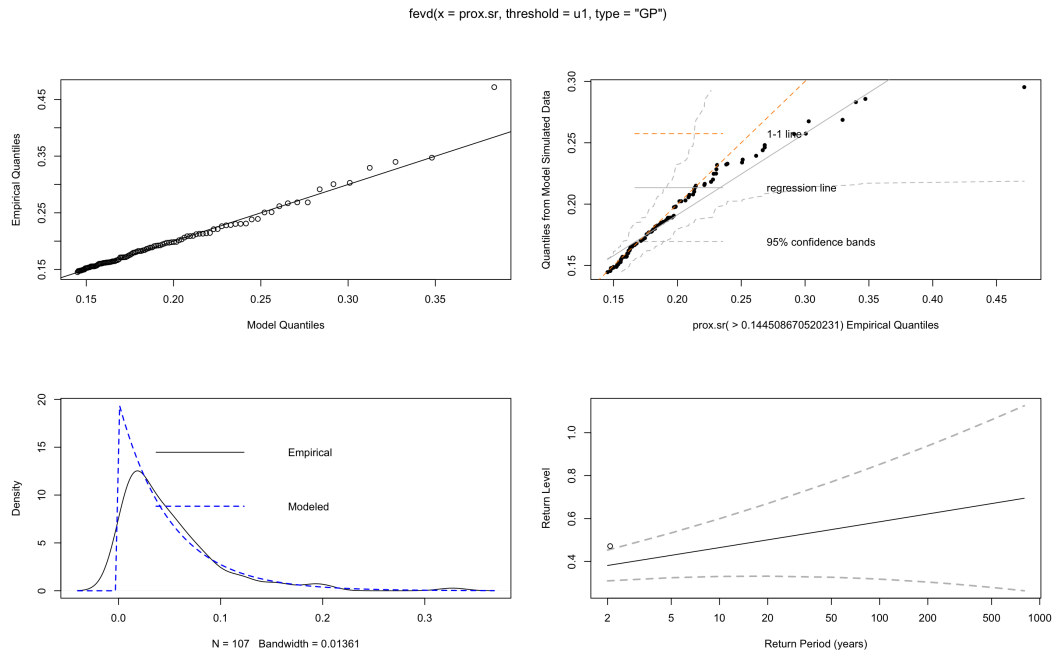 fevd(x = prox.sr, threshold = u1, type = "GP")
Empirical Quantiles
0.15 0.25 0.35 0.45
0.15 0.20 0.25 0.30 0.35
Model Quantiles
Quantiles from Model Simulated Data
0.15 0.20 0.25 0.30
1-1 line
regression line
95% confidence bands
0.15 0.20 0.25 0.30 0.35 0.40 0.45
prox.sr( > 0.144508670520231) Empirical Quantiles
Density
0 5 10 15 20
Empirical
Modeled
0.0 0.1 0.2 0.3
N = 107 Bandwidth = 0.01361
Return Level
0.4 0.6 0.8 1.0
2 5 10 20 50 100 200 500 1000
Return Period (years)